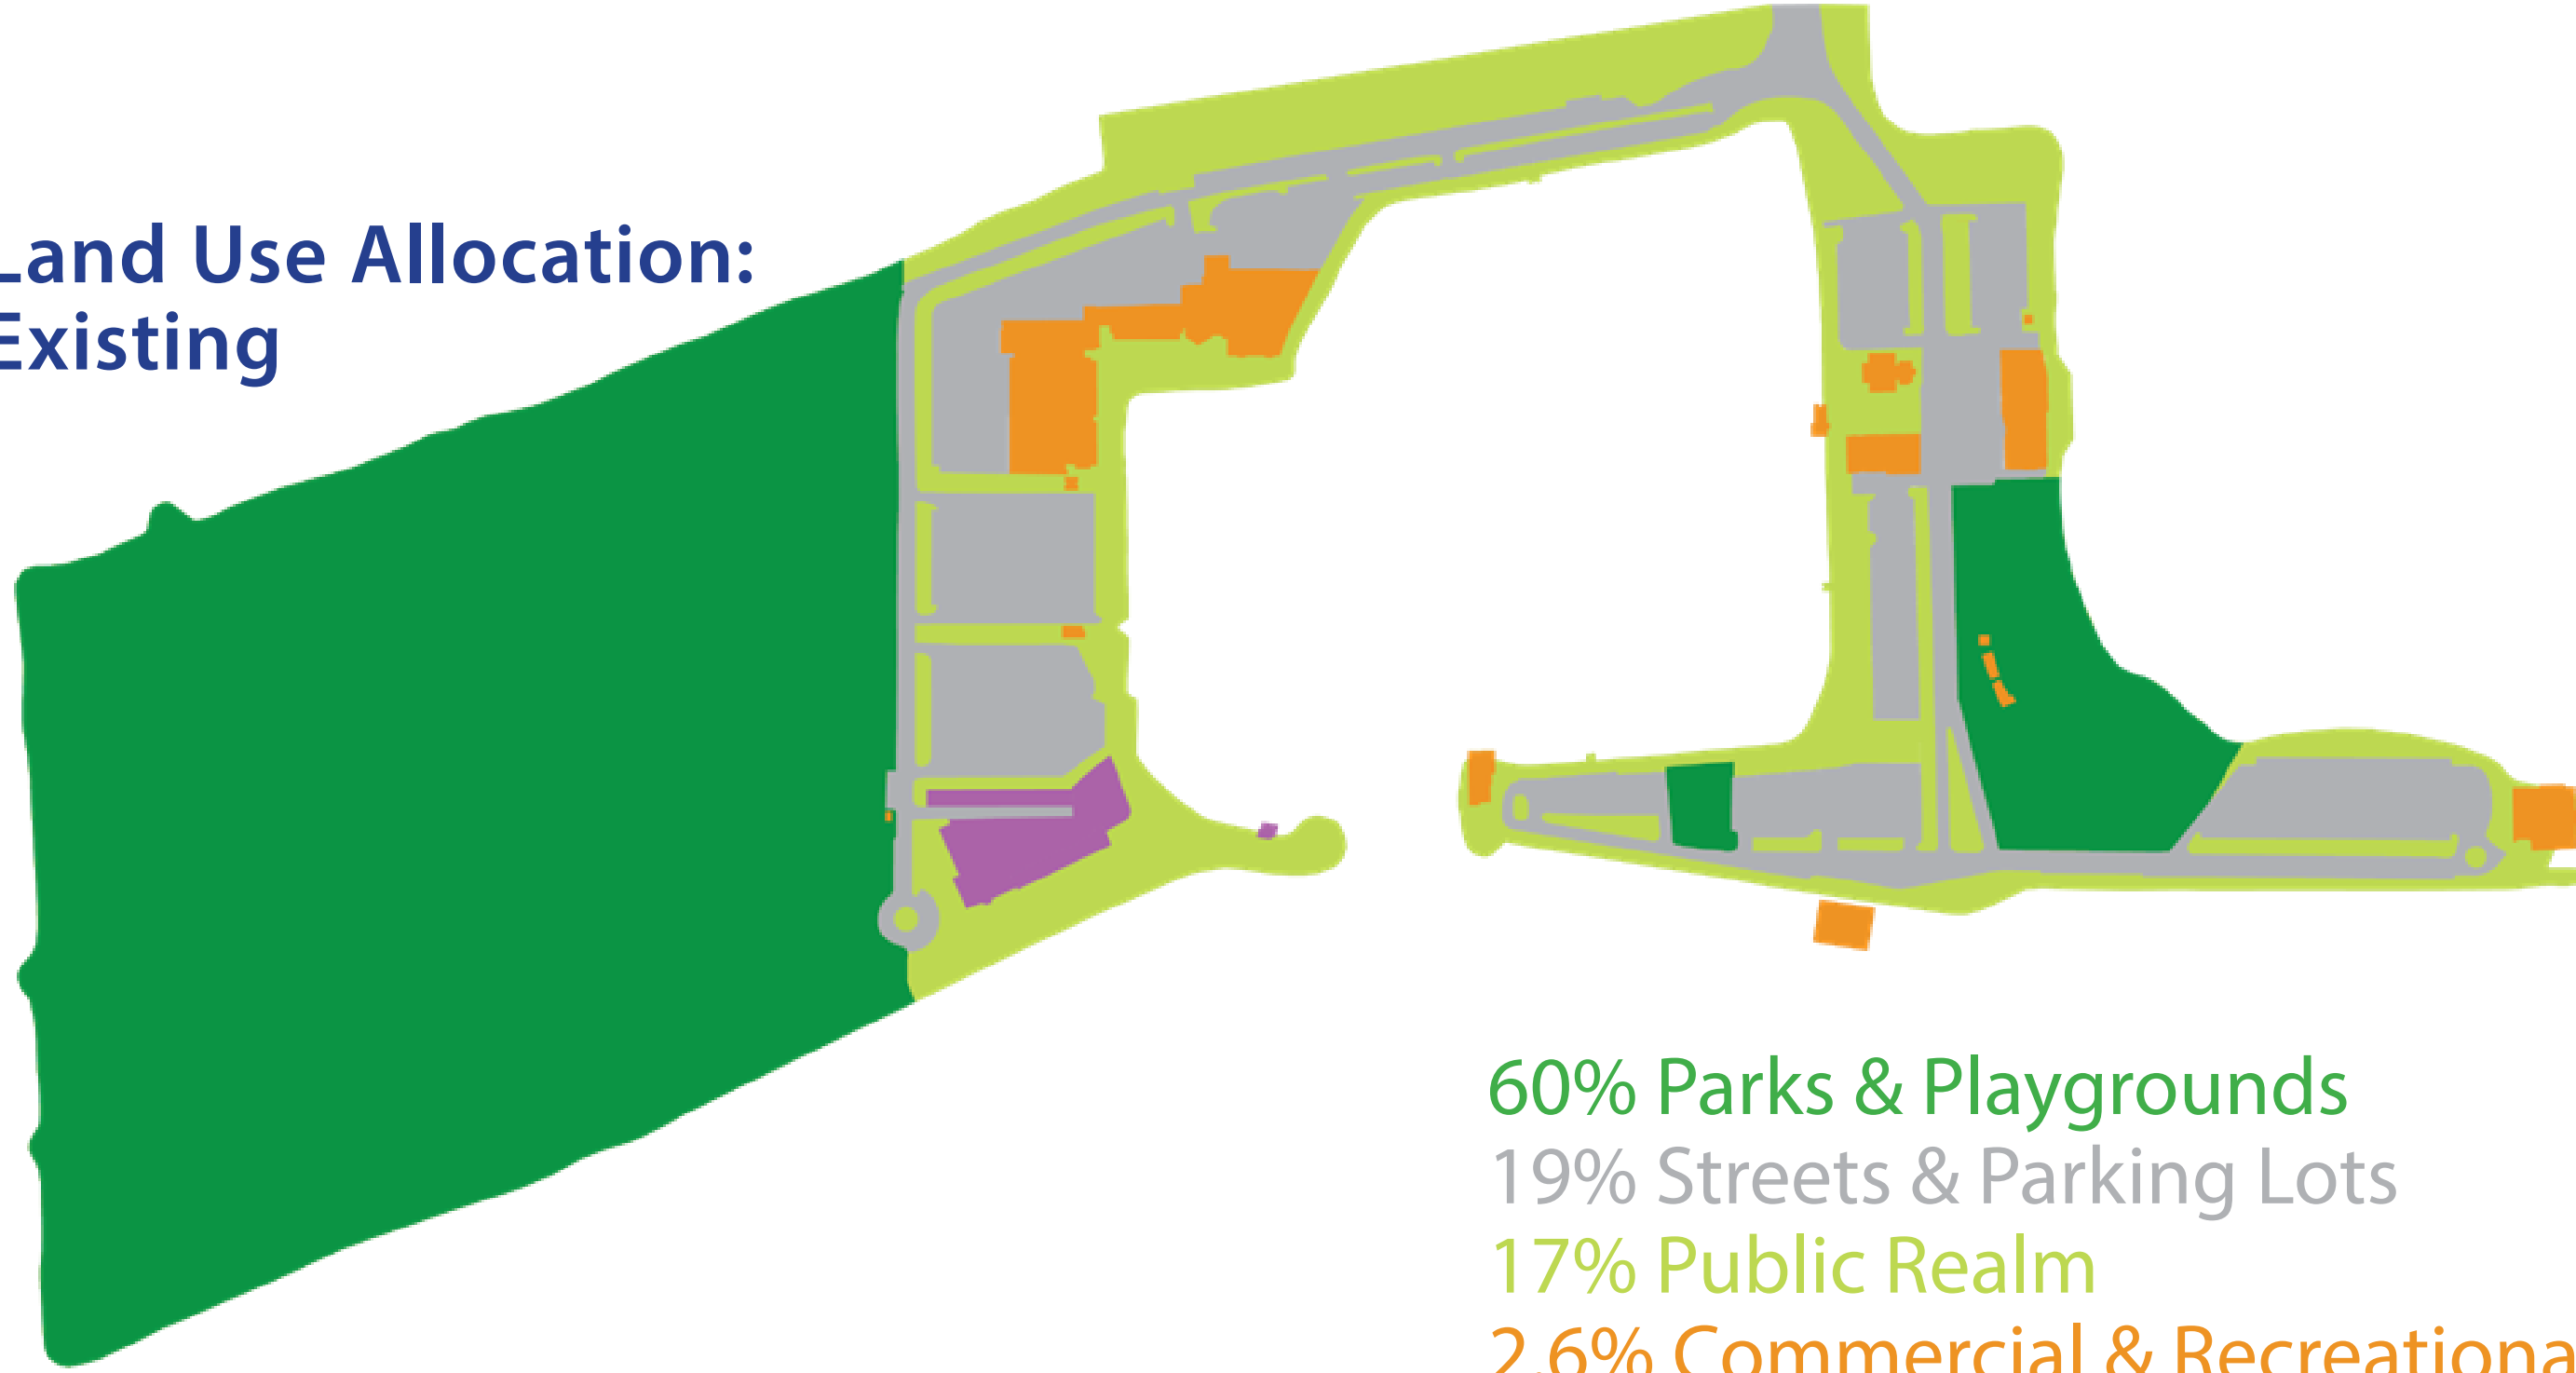 Land Use Allocation:
Existing
60% Parks & Playgrounds
19% Streets & Parking Lots
17% Public Realm
2.6% Commercial & Recreationa